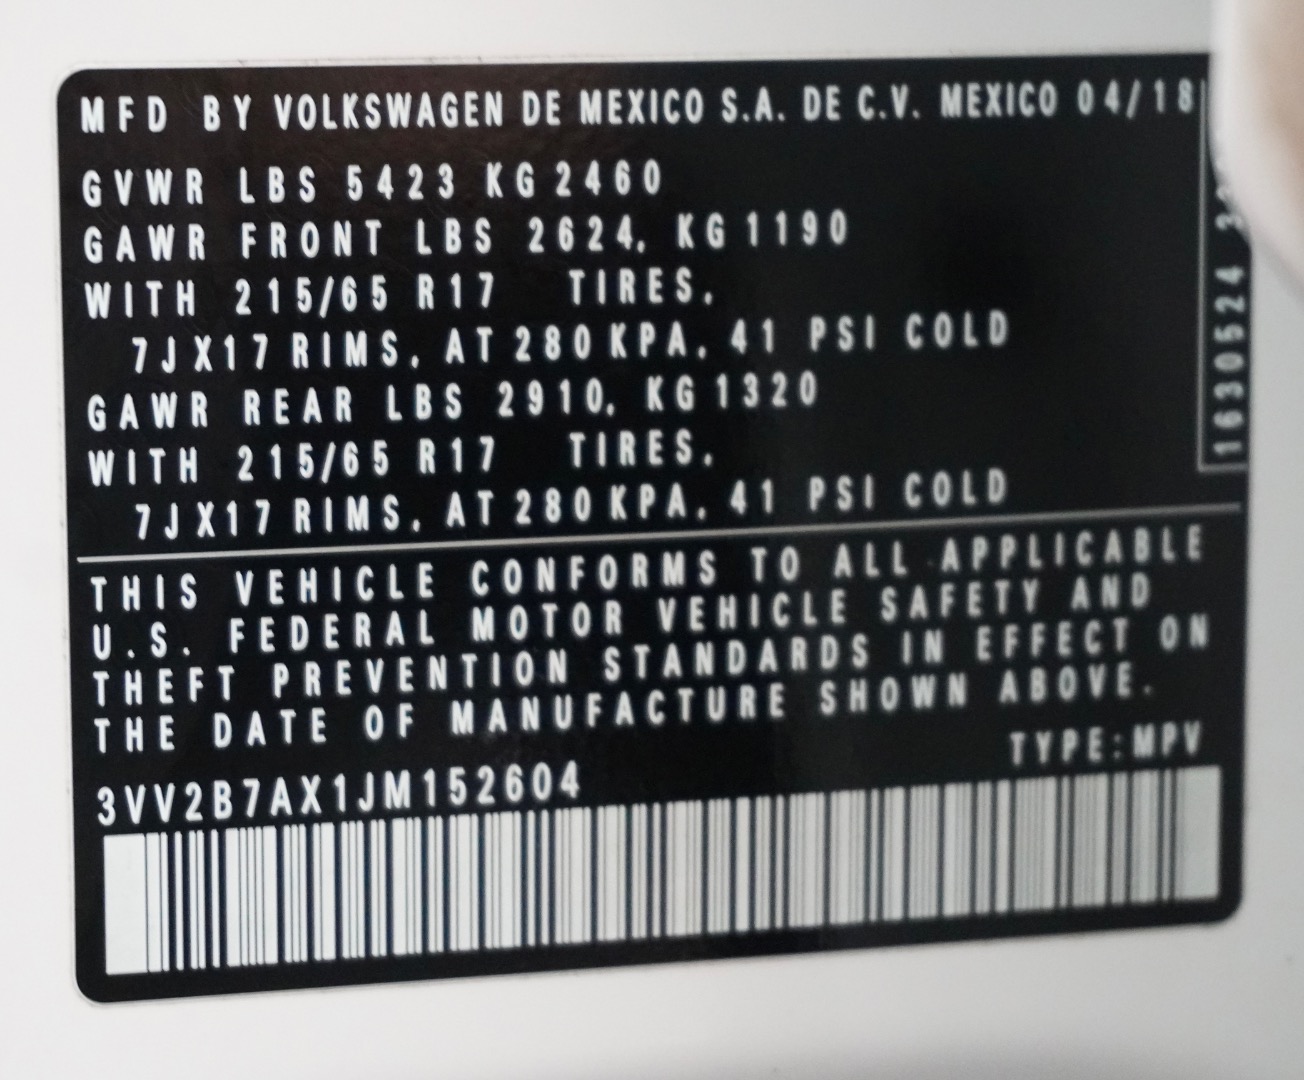 MFD BY VOLKSWAGEN DE MEXICO S.A. DE C.V. MEXICO 04/18
GVWR LBS 5423 KG 2460
GAWR FRONT LBS 2624, KG 1190
WITH 215/65 R17 TIRES,
7J X17 RIMS, AT 280 KPA, 41 PSI COLD
GAWR REAR LBS 2910, KG 1320
WITH 215/65 R17 TIRES,
7J X17 RIMS, AT 280 KPA, 41 PSI COLD
THIS VEHICLE CONFORMS TO ALL APPLICABLE
U.S. FEDERAL MOTOR VEHICLE SAFETY AND
THEFT PREVENTION STANDARDS IN EFFECT ON
THE DATE OF MANUFACTURE SHOWN ABOVE.
TYPE:MPV
3VV2B7AX1JM152604
1630524